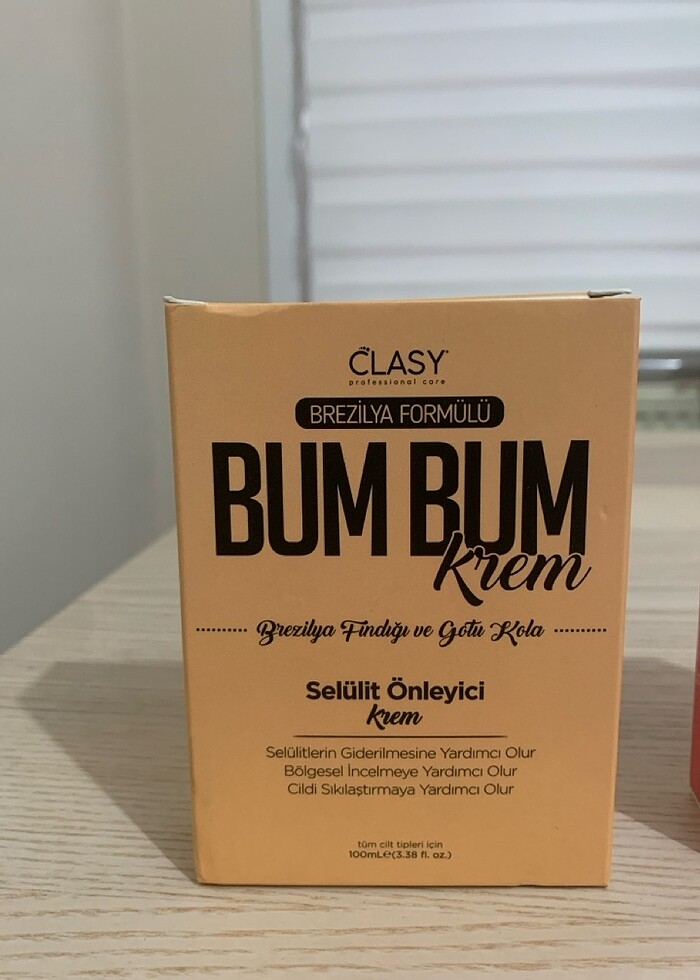 CLASY
professional care
BREZİLYA FORMÜLÜ
BUM BUM
krem
Brezilya Fındığı ve Gotu Kola
Selülit Önleyici
krem
Selülitlerin Giderilmesine Yardımcı Olur
Bölgesel İncelmeye Yardımcı Olur
Cildi Sıkılaştırmaya Yardımcı Olur
tüm cilt tipleri için
100mL℮(3.38 fl. oz.)